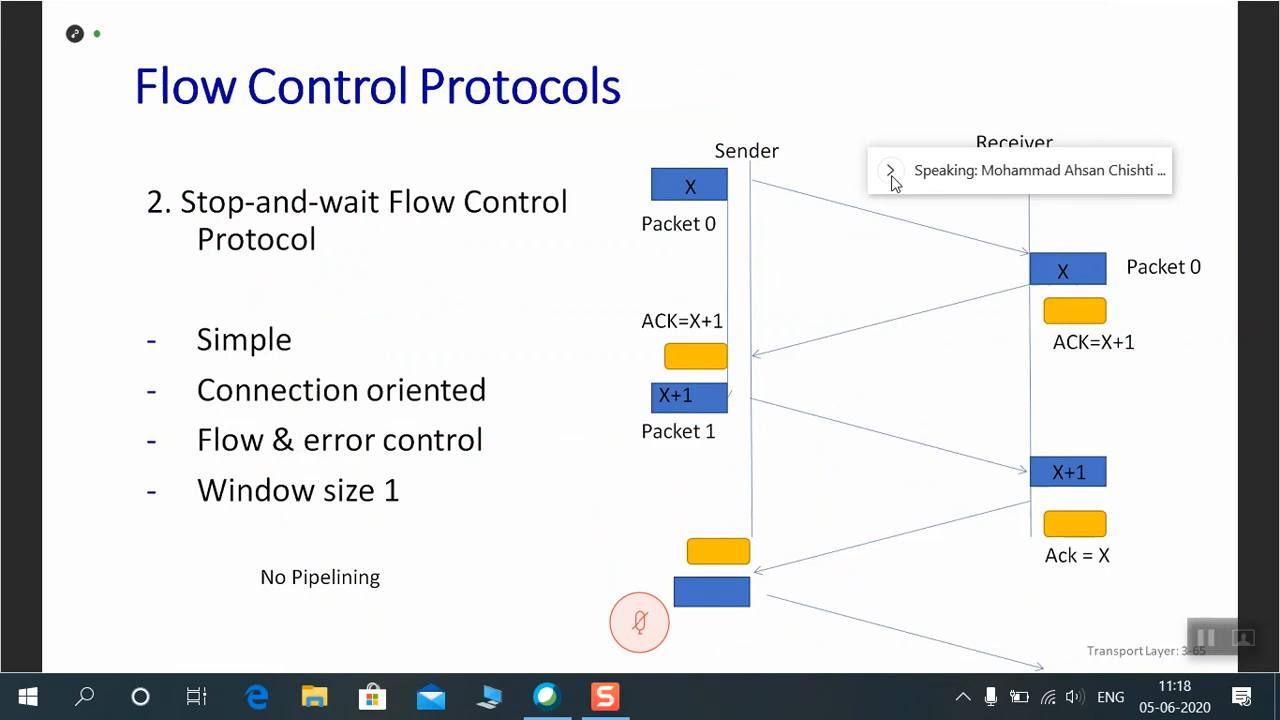 Flow Control Protocols
Sender
Receiver
Speaking: Mohammad Ahsan Chishti ...
2. Stop-and-wait Flow Control
Protocol
X
Packet 0
X
Packet 0
ACK=X+1
ACK=X+1
- Simple
- Connection oriented
X+1
Packet 1
- Flow & error control
X+1
- Window size 1
Ack = X
No Pipelining
Transport Layer: 3-65
S
ENG
11:18
05-06-2020